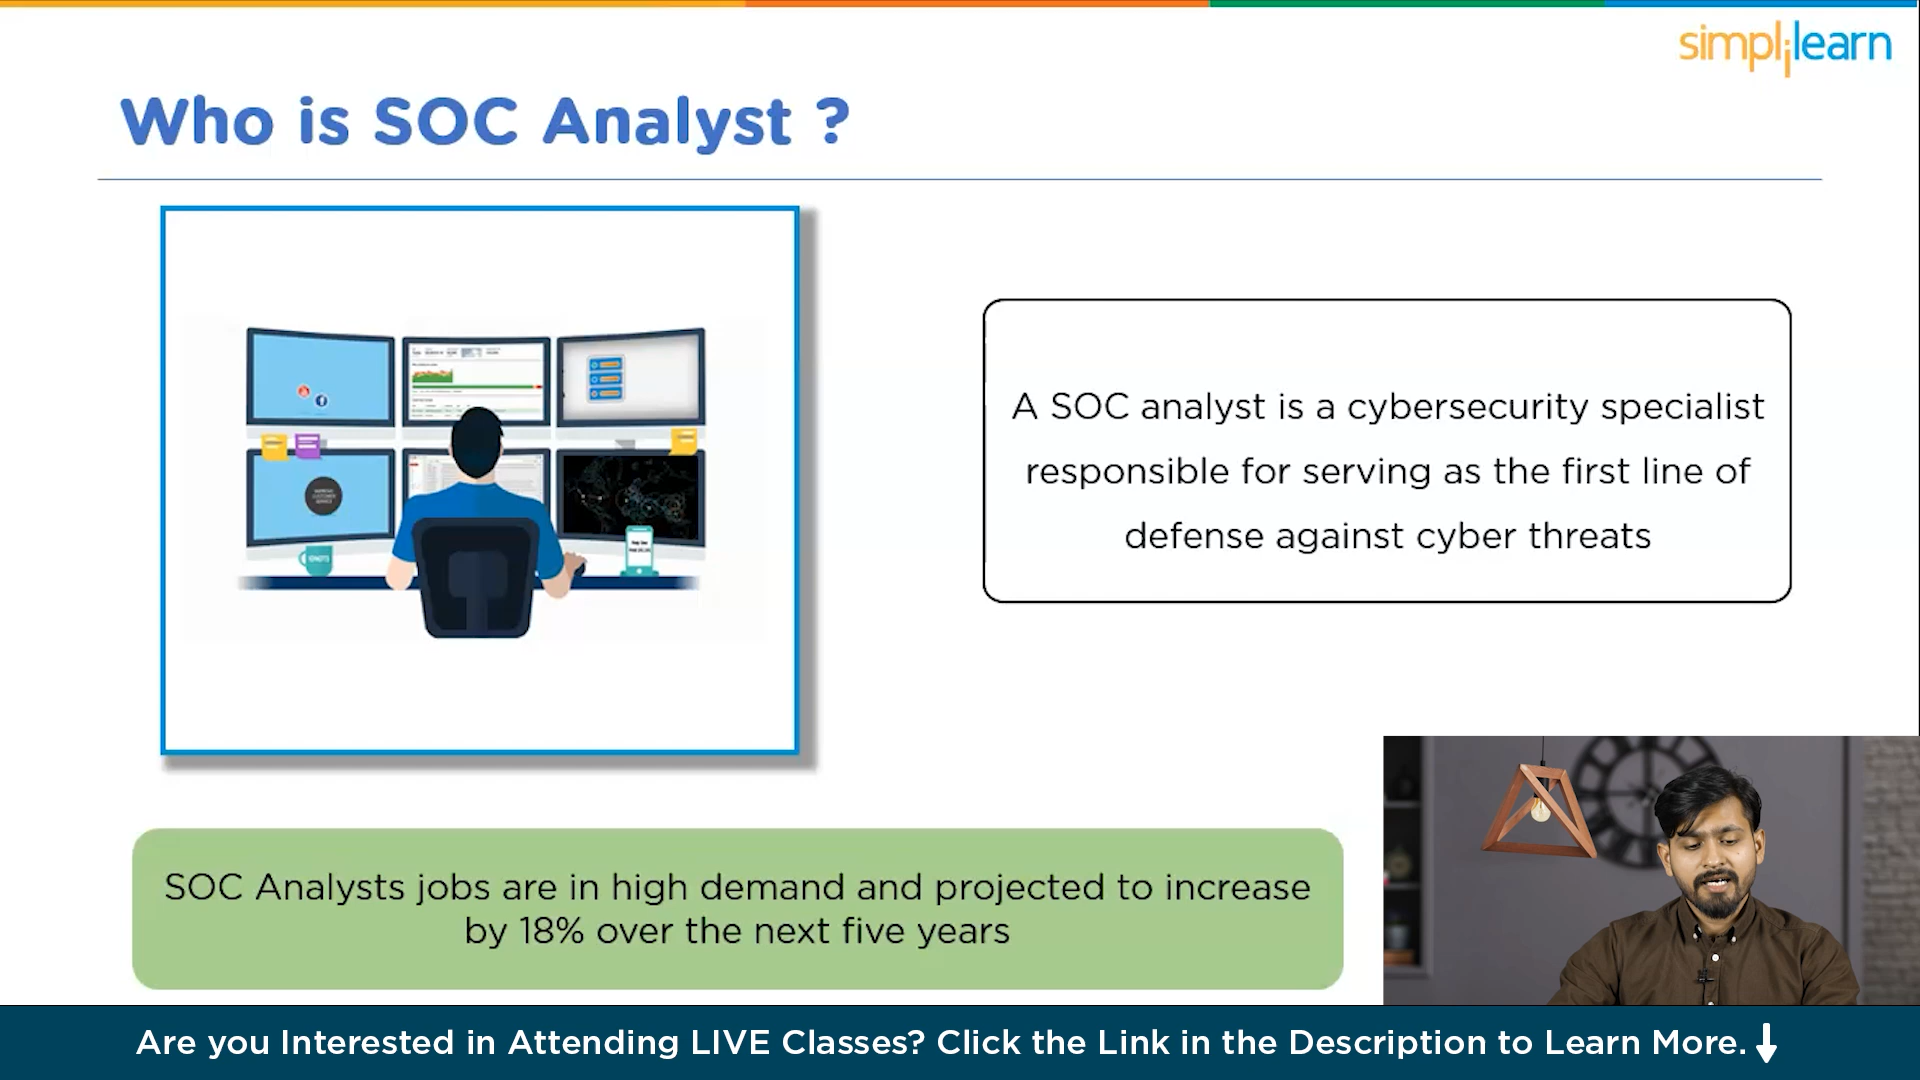 simplilearn
Who is SOC Analyst ?
A SOC analyst is a cybersecurity specialist
responsible for serving as the first line of
defense against cyber threats
SOC Analysts jobs are in high demand and projected to increase
by 18% over the next five years
Are you Interested in Attending LIVE Classes? Click the Link in the Description to Learn More.